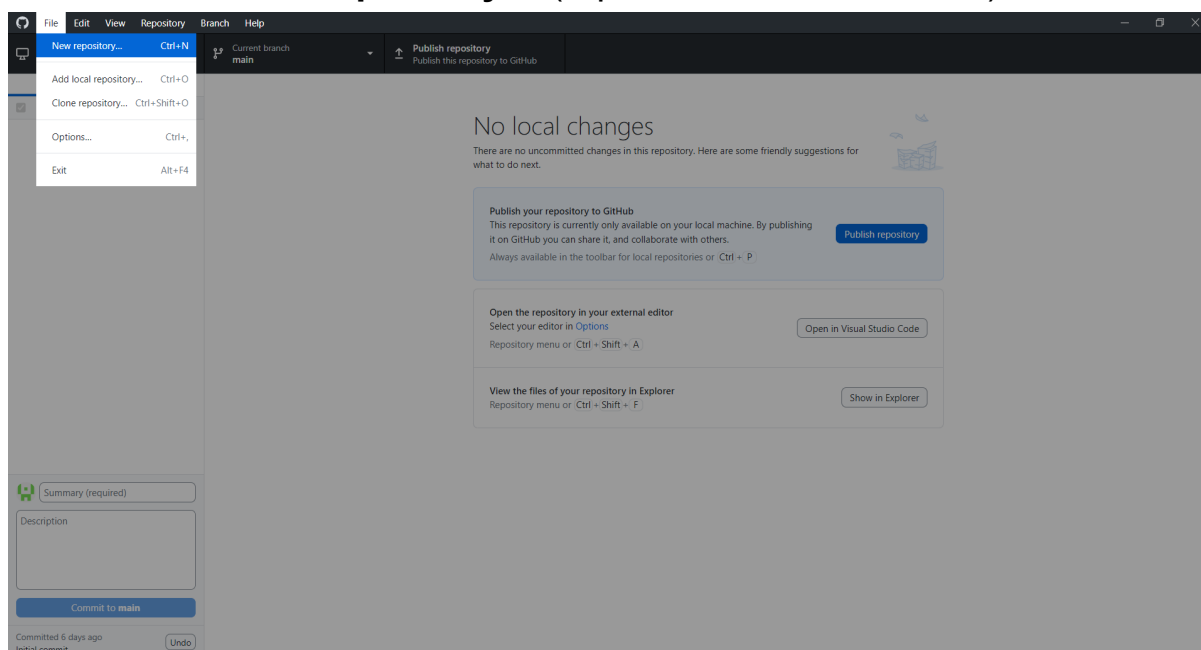 File Edit View Repository Branch Help
New repository... Ctrl+N
Add local repository... Ctrl+O
Clone repository... Ctrl+Shift+O
Options... Ctrl+,
Exit Alt+F4
Current branch
main
Publish repository
Publish this repository to GitHub
No local changes
There are no uncommitted changes in this repository. Here are some friendly suggestions for
what to do next.
Publish your repository to GitHub
This repository is currently only available on your local machine. By publishing
it on GitHub you can share it, and collaborate with others.
Always available in the toolbar for local repositories or Ctrl + P
Publish repository
Open the repository in your external editor
Select your editor in Options
Repository menu or Ctrl + Shift + A
Open in Visual Studio Code
View the files of your repository in Explorer
Repository menu or Ctrl + Shift + F
Show in Explorer
Summary (required)
Description
Commit to main
Committed 6 days ago
Initial commit
Undo